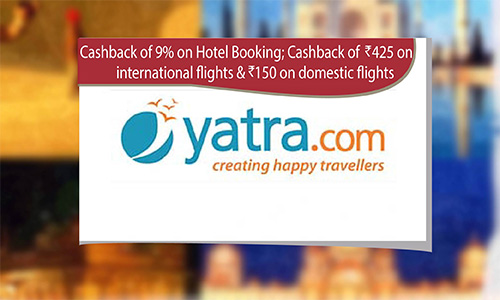 Cashback of 9% on Hotel Booking; Cashback of ₹425 on
international flights & ₹150 on domestic flights
yatra.com
creating happy travellers